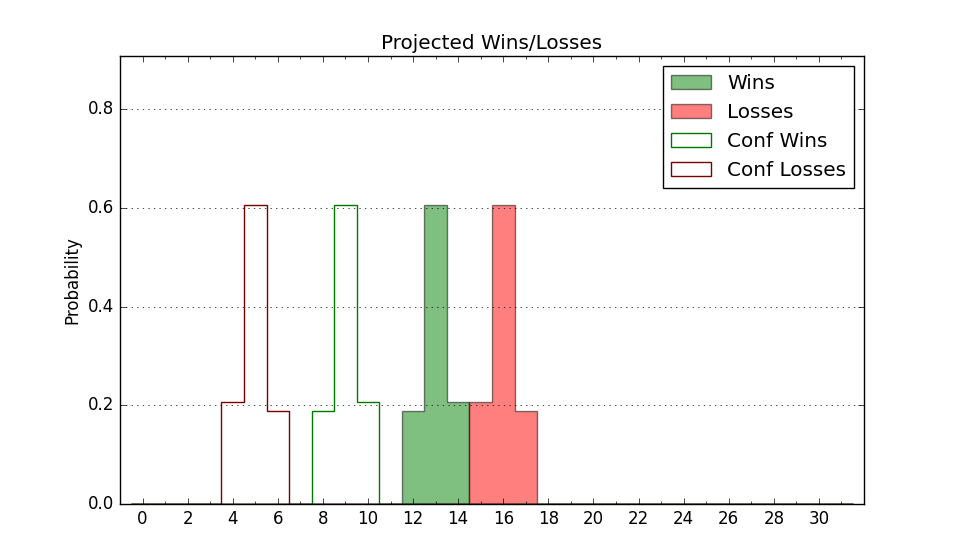 Projected Wins/Losses
Wins
Losses
Conf Wins
Conf Losses
Probability
0.8
0.6
0.4
0.2
0.0
0 2 4 6 8 10 12 14 16 18 20 22 24 26 28 30